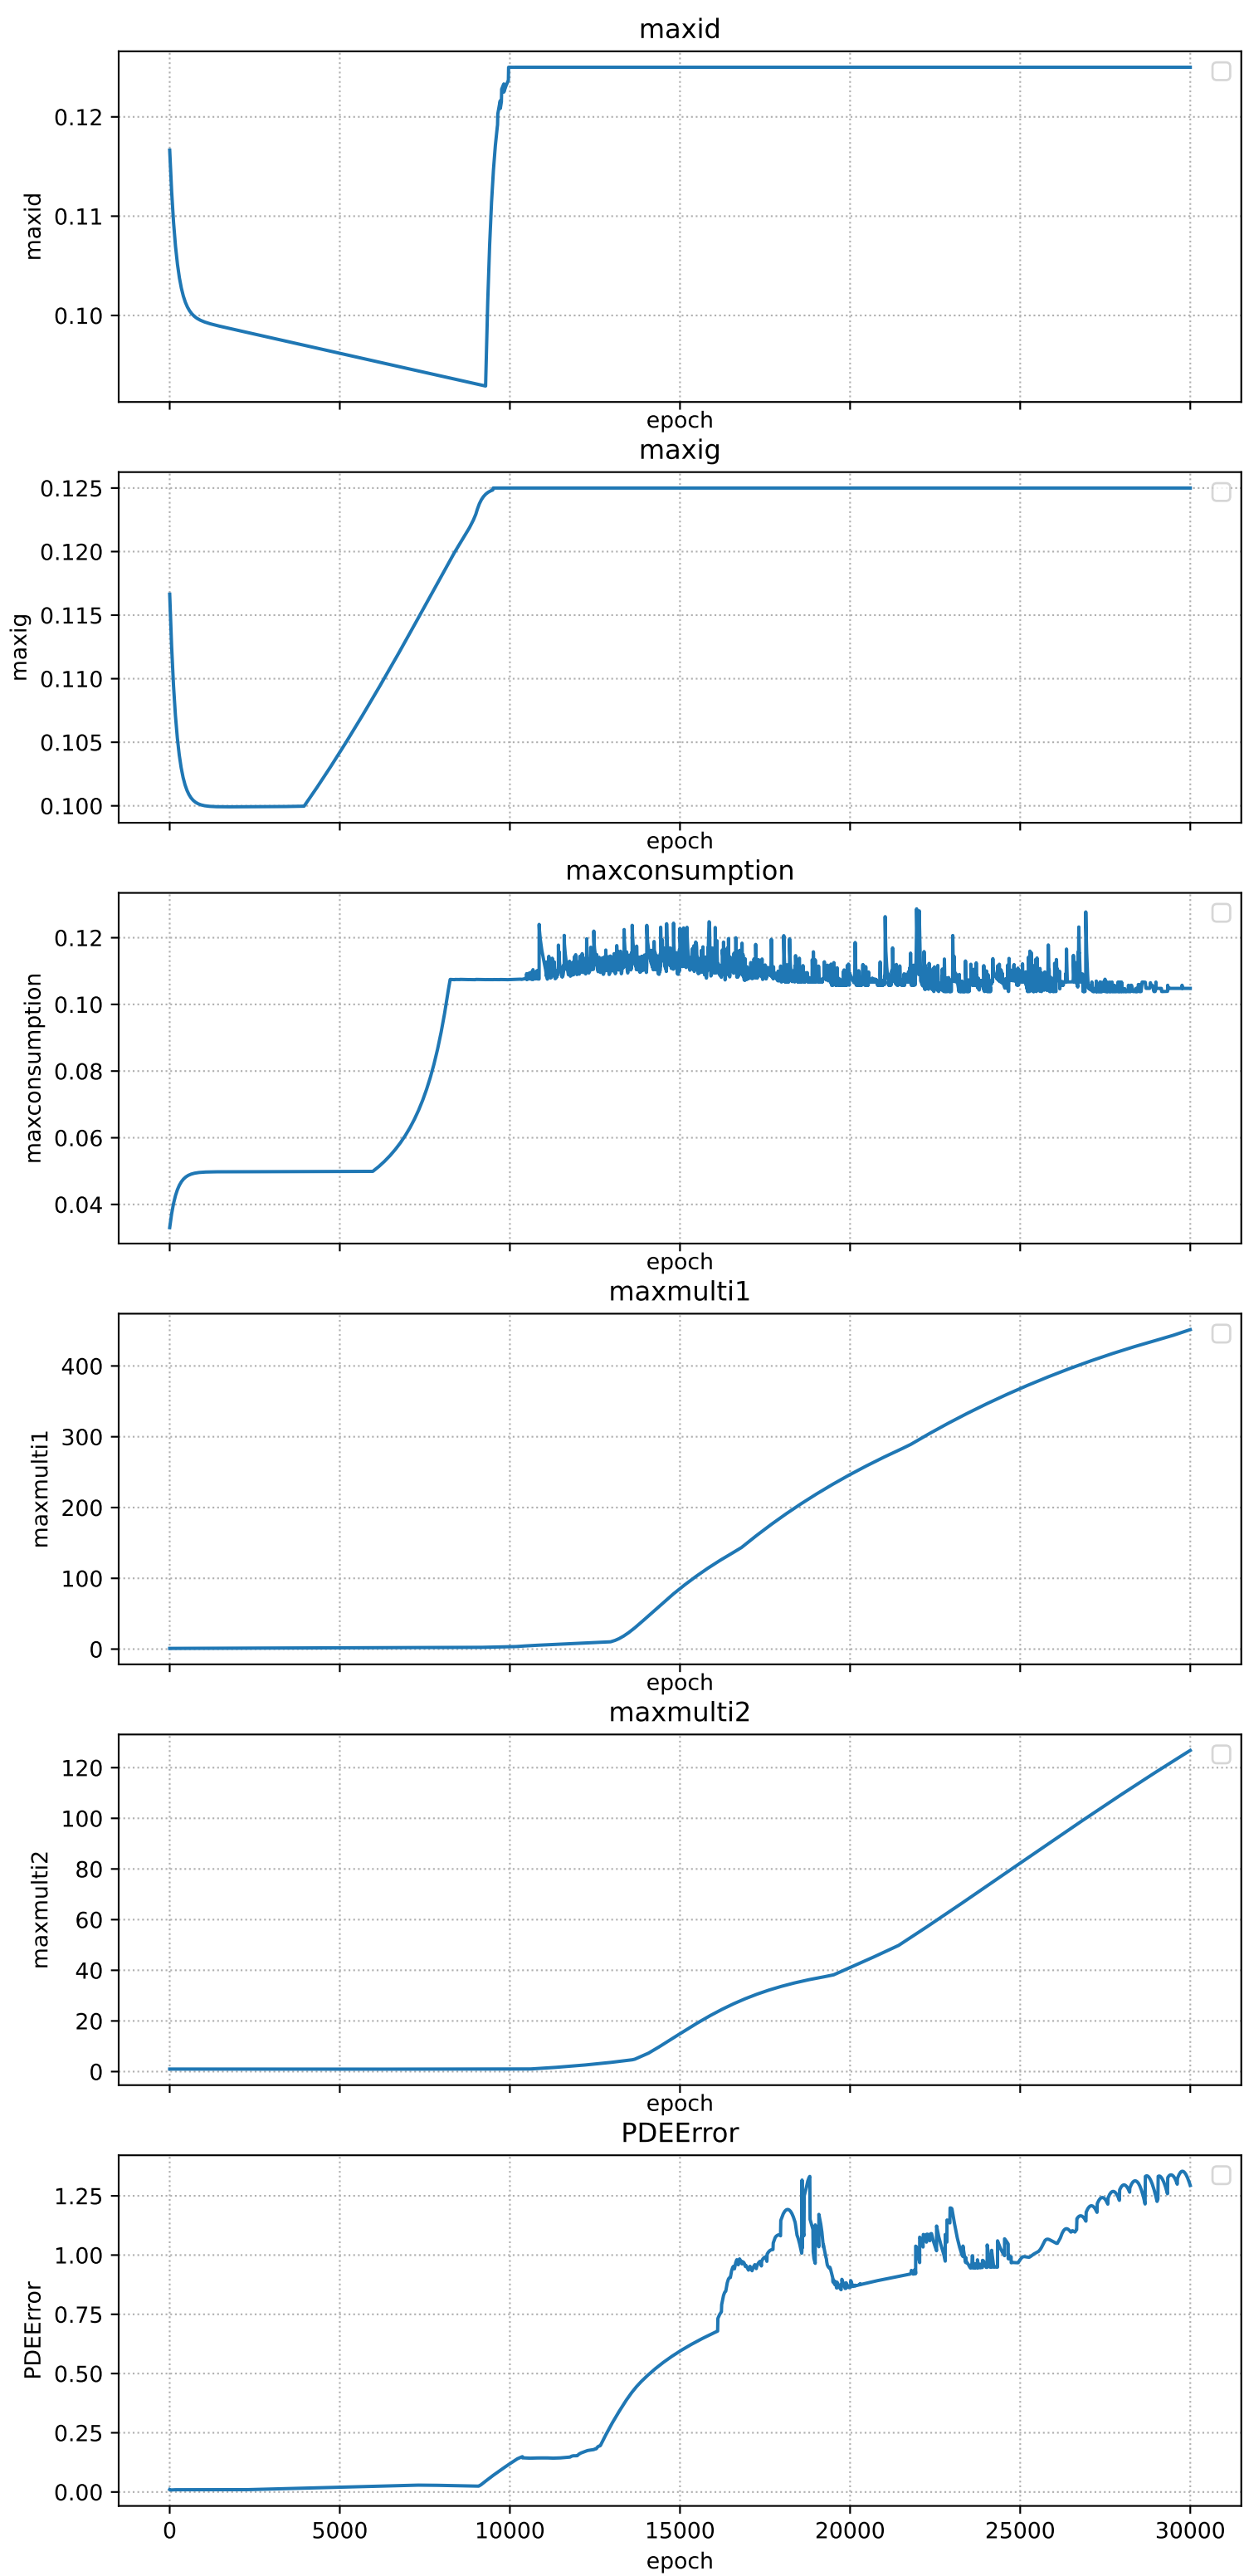 maxid
0.12
0.11
0.10
maxid
epoch
maxig
0.125
0.120
0.115
0.110
0.105
0.100
maxig
epoch
maxconsumption
0.12
0.10
0.08
0.06
0.04
maxconsumption
epoch
maxmulti1
400
300
200
100
0
maxmulti1
epoch
maxmulti2
120
100
80
60
40
20
0
maxmulti2
epoch
PDEError
1.25
1.00
0.75
0.50
0.25
0.00
PDEError
0 5000 10000 15000 20000 25000 30000
epoch